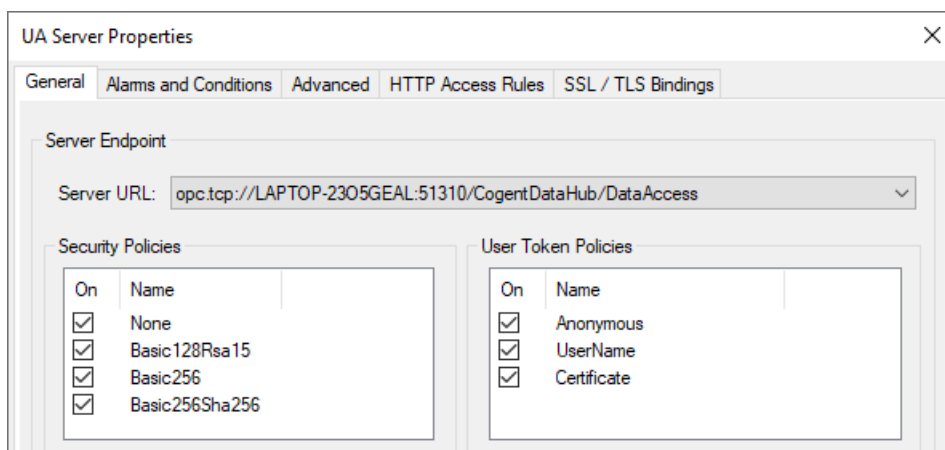 UA Server Properties
General Alarms and Conditions Advanced HTTP Access Rules SSL / TLS Bindings
Server Endpoint
Server URL: opc.tcp://LAPTOP-23O5GEAL:51310/CogentDataHub/DataAccess
Security Policies
On Name
None
Basic128Rsa15
Basic256
Basic256Sha256
User Token Policies
On Name
Anonymous
UserName
Certificate